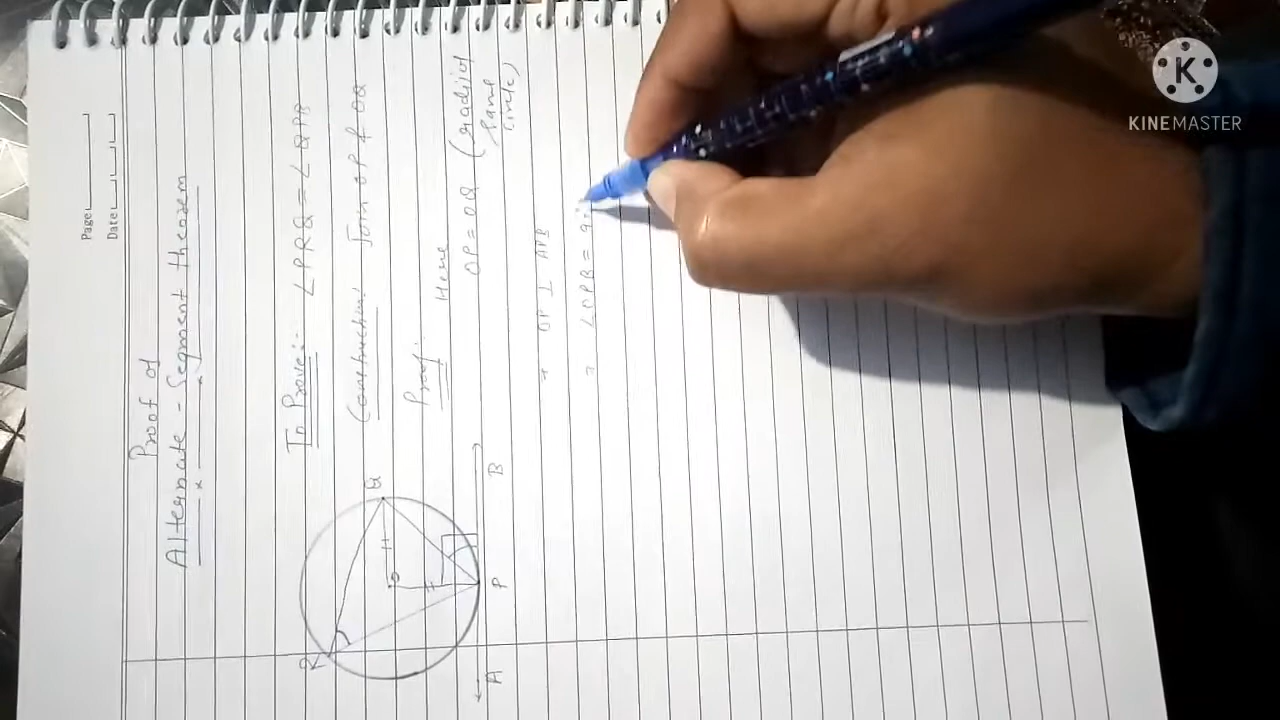 Page:
Date:
Proof of
Alternate - Segment theorem
To Prove:- ∠PRQ = ∠QPB
Construction: Join OP & OQ
Proof: Here
OP = OQ (radii of same circle)
= OP ⊥ APB
= ∠OPB = 9
R
Q
O
A P B
K
KINEMASTER